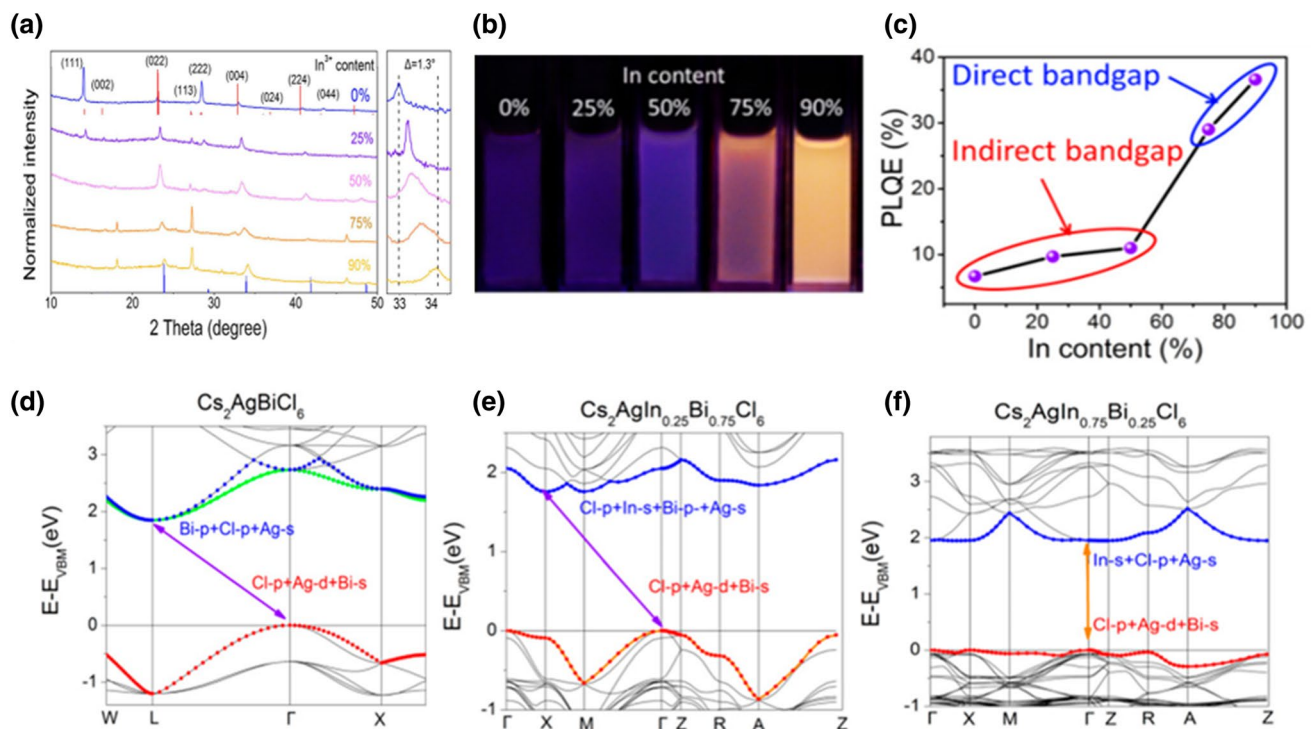 (a)
(111)
(002)
(022)
(113)
(222)
(004)
(024)
(224)
(044)
In³⁺ content
0%
25%
50%
75%
90%
Δ=1.3°
Normalized intensity
10 20 30 40 50
33 34
2 Theta (degree)
(b)
In content
0% 25% 50% 75% 90%
(c)
PLQE (%)
40
30
20
10
Direct bandgap
Indirect bandgap
0 20 40 60 80 100
In content (%)
(d)
Cs₂AgBiCl₆
E-E_VBM(eV)
3
2
1
0
-1
Bi-p+Cl-p+Ag-s
Cl-p+Ag-d+Bi-s
W L Γ X
(e)
Cs₂AgIn₀.₂₅Bi₀.₇₅Cl₆
E-E_VBM(eV)
2
1
0
-1
Cl-p+In-s+Bi-p-+Ag-s
Cl-p+Ag-d+Bi-s
Γ X M Γ Z R A Z
(f)
Cs₂AgIn₀.₇₅Bi₀.₂₅Cl₆
E-E_VBM(eV)
3
2
1
0
-1
In-s+Cl-p+Ag-s
Cl-p+Ag-d+Bi-s
Γ X M Γ Z R A Z